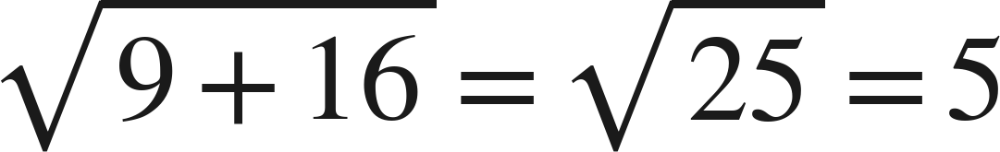 √9 + 16 = √25 = 5